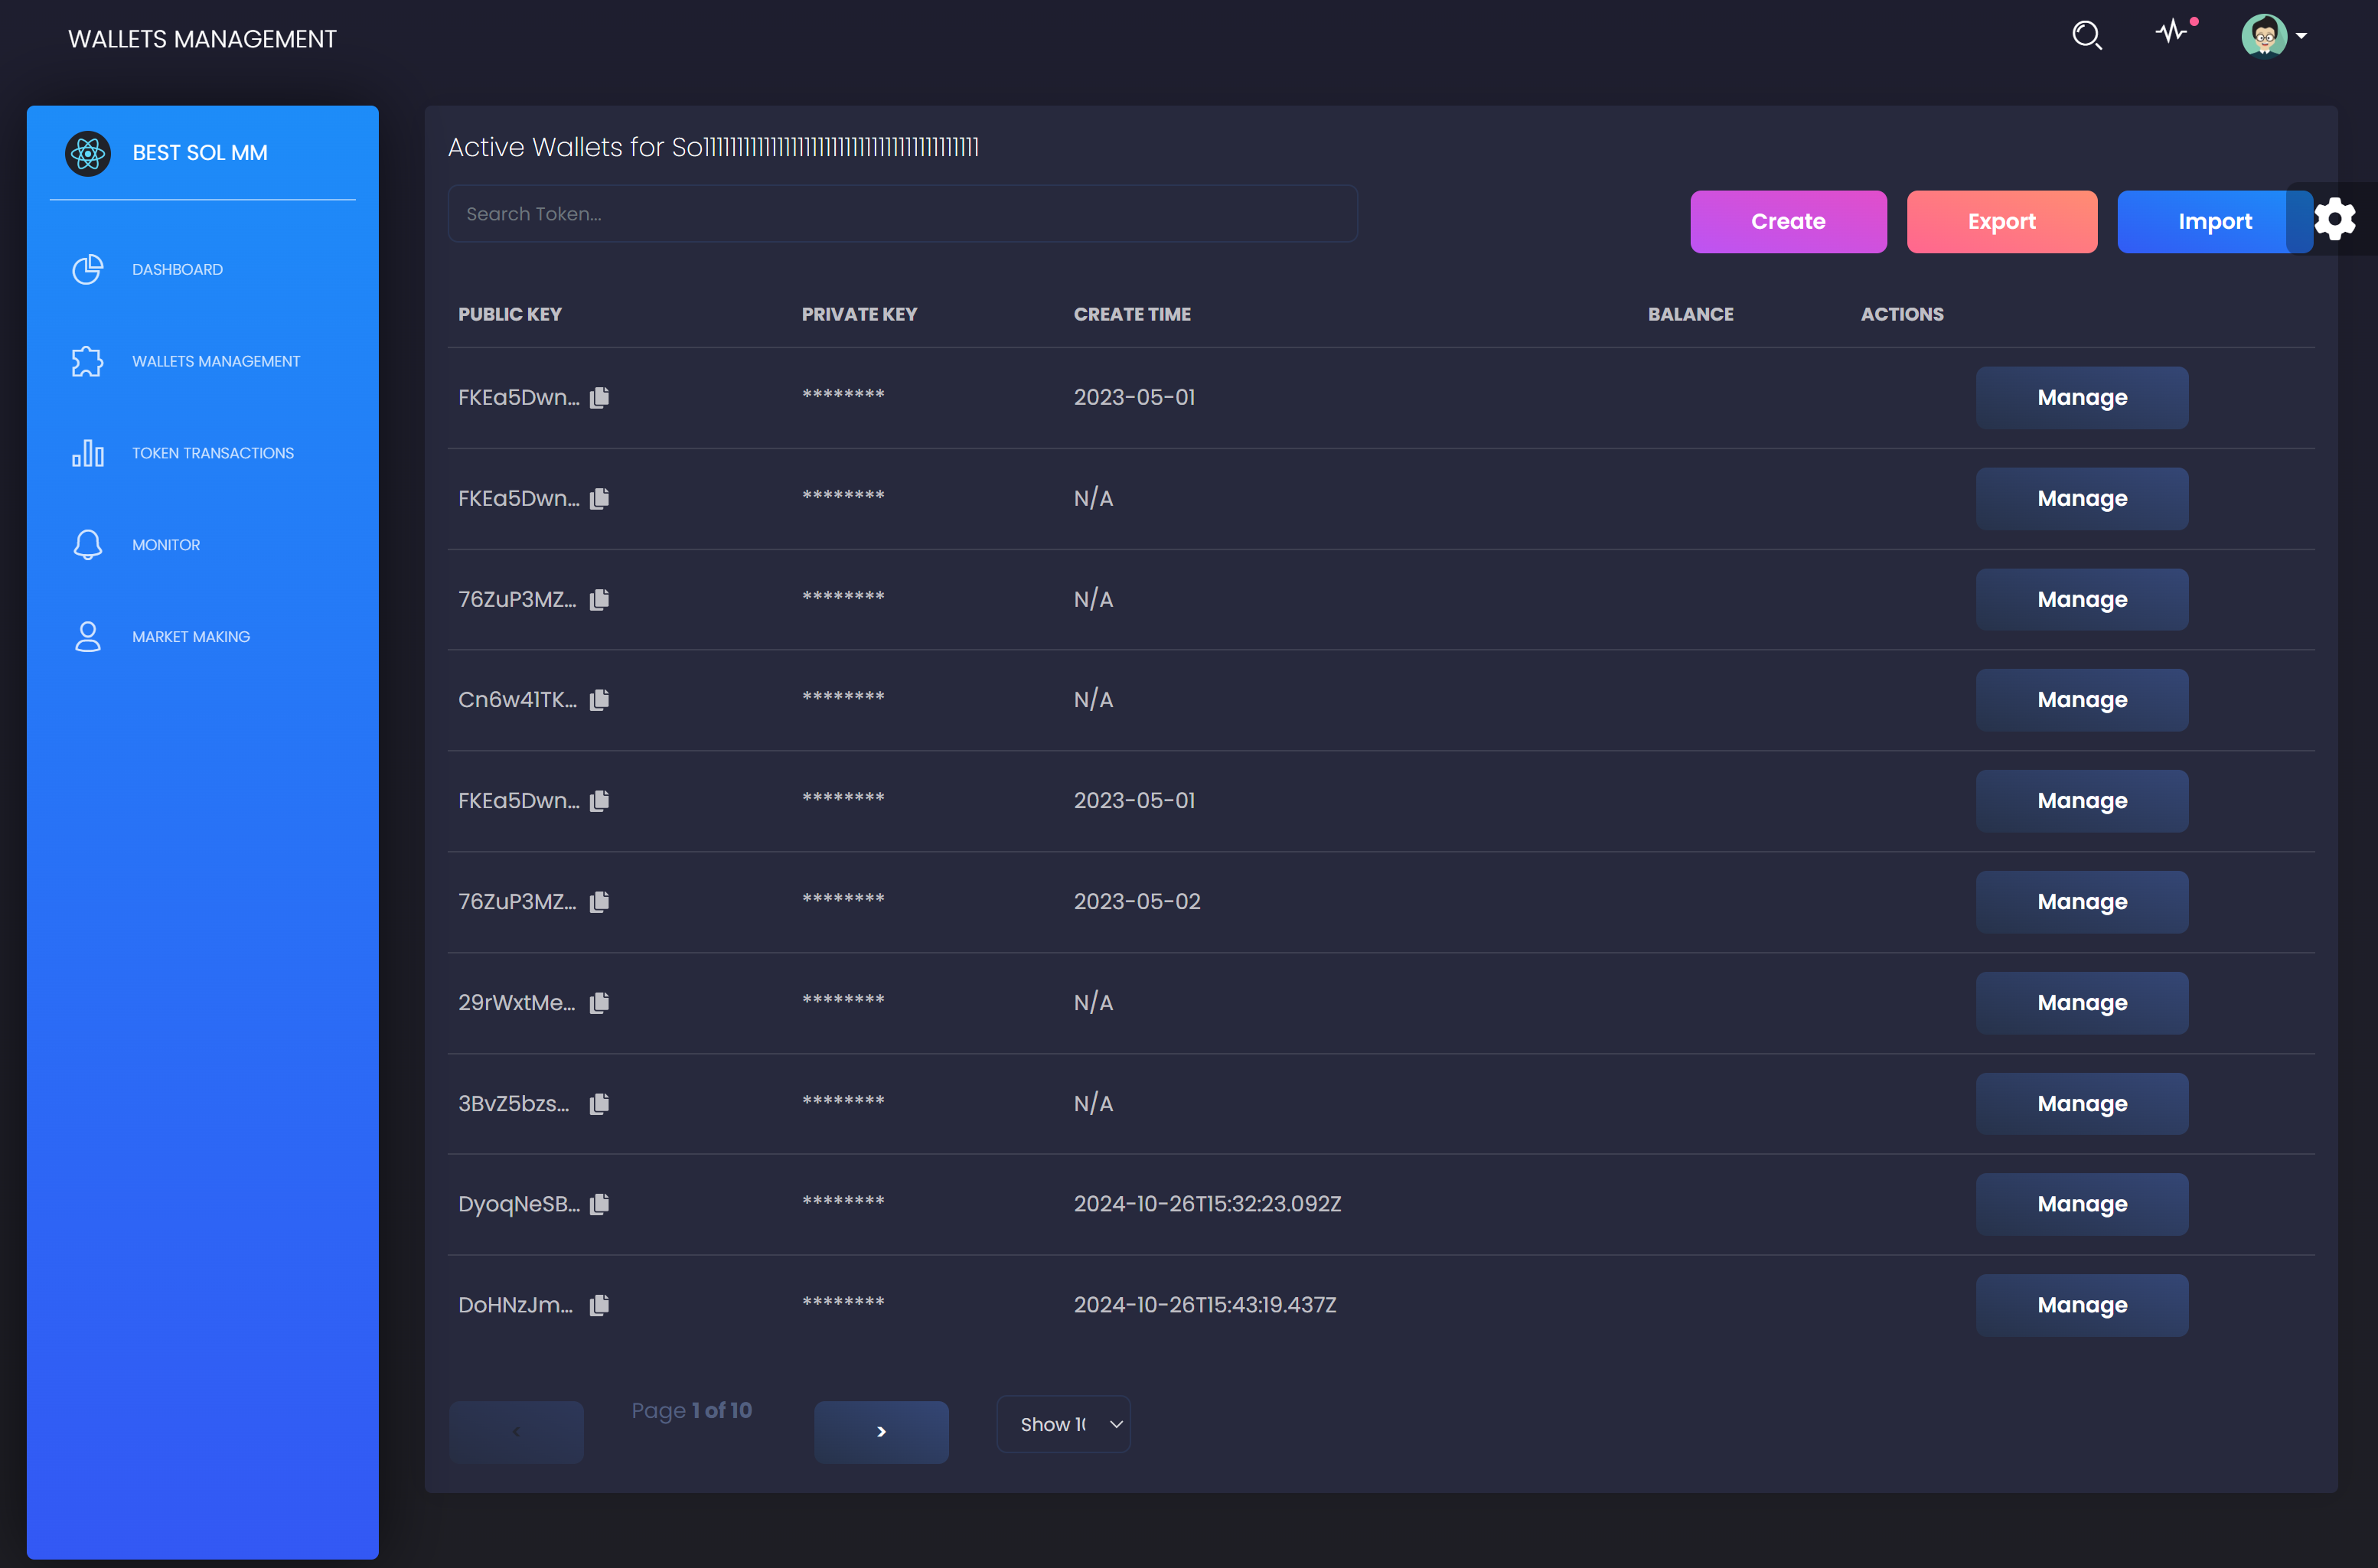 WALLETS MANAGEMENT
BEST SOL MM
DASHBOARD
WALLETS MANAGEMENT
TOKEN TRANSACTIONS
MONITOR
MARKET MAKING
Active Wallets for So11111111111111111111111111111111111111111
Search Token...
Create
Export
Import
PUBLIC KEY PRIVATE KEY CREATE TIME BALANCE ACTIONS
FKEa5Dwn... ******** 2023-05-01 Manage
FKEa5Dwn... ******** N/A Manage
76ZuP3MZ... ******** N/A Manage
Cn6w41TK... ******** N/A Manage
FKEa5Dwn... ******** 2023-05-01 Manage
76ZuP3MZ... ******** 2023-05-02 Manage
29rWxtMe... ******** N/A Manage
3BvZ5bzs... ******** N/A Manage
DyoqNeSB... ******** 2024-10-26T15:32:23.092Z Manage
DoHNzJm... ******** 2024-10-26T15:43:19.437Z Manage
< Page 1 of 10 > Show 10